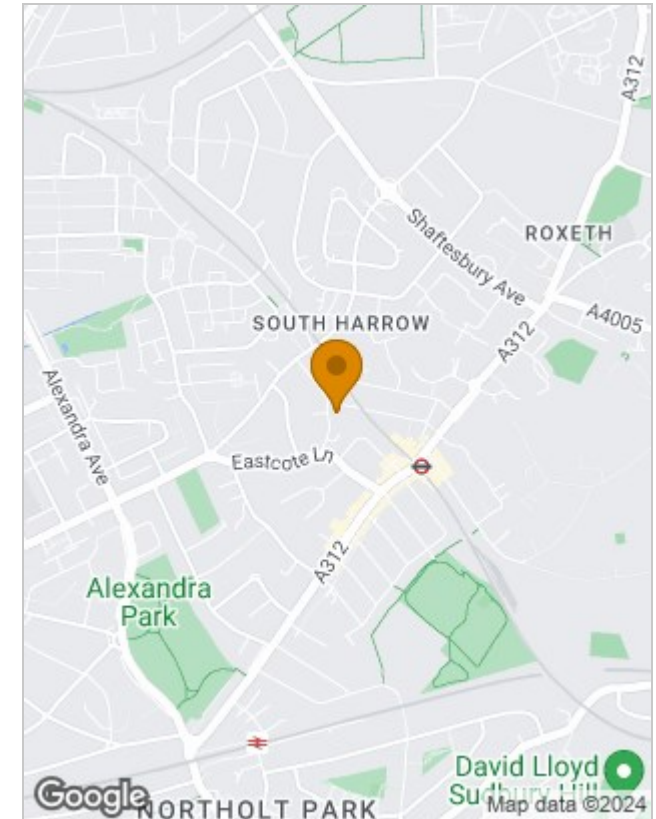 A312
Shaftesbury Ave
ROXETH
SOUTH HARROW
A4005
A312
Alexandra Ave
Eastcote Ln
A312
Alexandra
Park
David Lloyd
Sudbury Hill
Google
NORTHOLT PARK
Map data ©2024